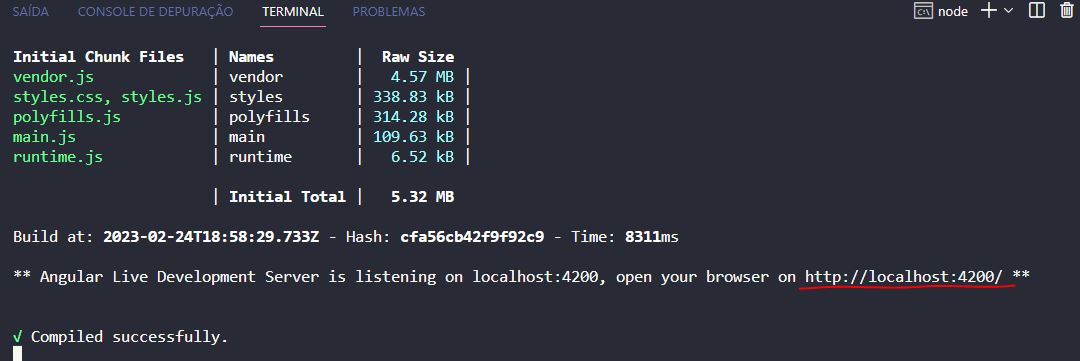 SAÍDA CONSOLE DE DEPURAÇÃO TERMINAL PROBLEMAS node
Initial Chunk Files | Names | Raw Size
vendor.js | vendor | 4.57 MB |
styles.css, styles.js | styles | 338.83 kB |
polyfills.js | polyfills | 314.28 kB |
main.js | main | 109.63 kB |
runtime.js | runtime | 6.52 kB |
| Initial Total | 5.32 MB
Build at: 2023-02-24T18:58:29.733Z - Hash: cfa56cb42f9f92c9 - Time: 8311ms
** Angular Live Development Server is listening on localhost:4200, open your browser on http://localhost:4200/ **
√ Compiled successfully.